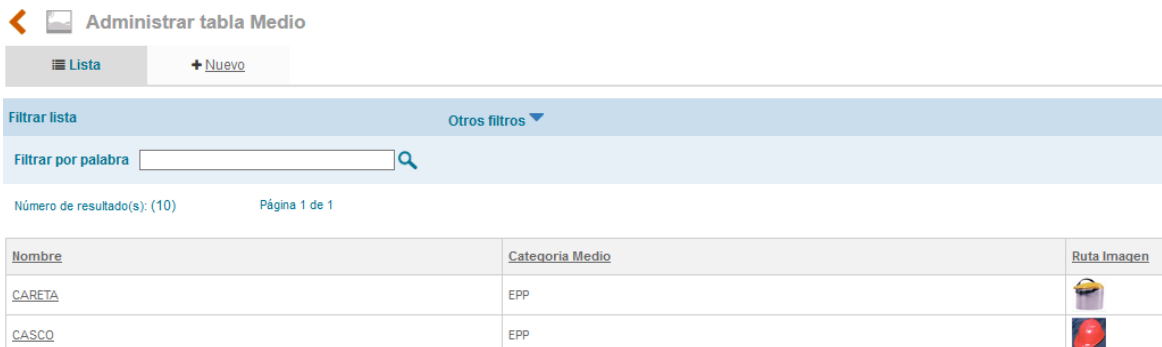 Administrar tabla Medio
Lista + Nuevo
Filtrar lista Otros filtros
Filtrar por palabra
Número de resultado(s): (10) Página 1 de 1
Nombre Categoria Medio Ruta Imagen
CARETA EPP
CASCO EPP